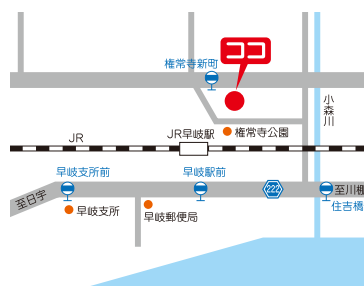 ココ
権常寺新町
小森川
権常寺公園
JR
JR早岐駅
早岐支所前
早岐駅前
222
至川棚
至日宇
早岐支所
早岐郵便局
住吉橋